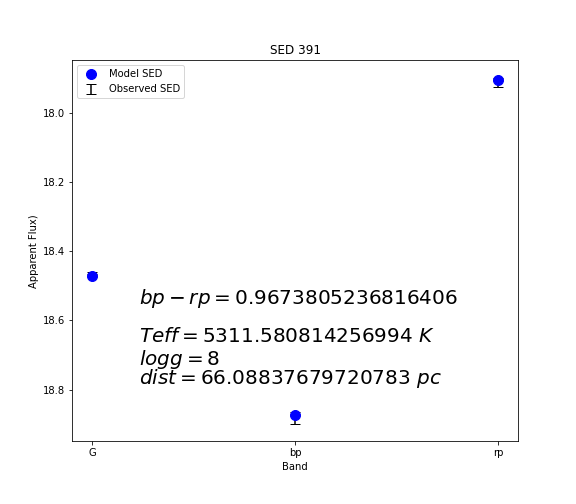 SED 391
Model SED
Observed SED
18.0
18.2
18.4
18.6
18.8
Apparent Flux)
bp − rp = 0.9673805236816406
Teff = 5311.580814256994 K
logg = 8
dist = 66.08837679720783 pc
G
bp
rp
Band